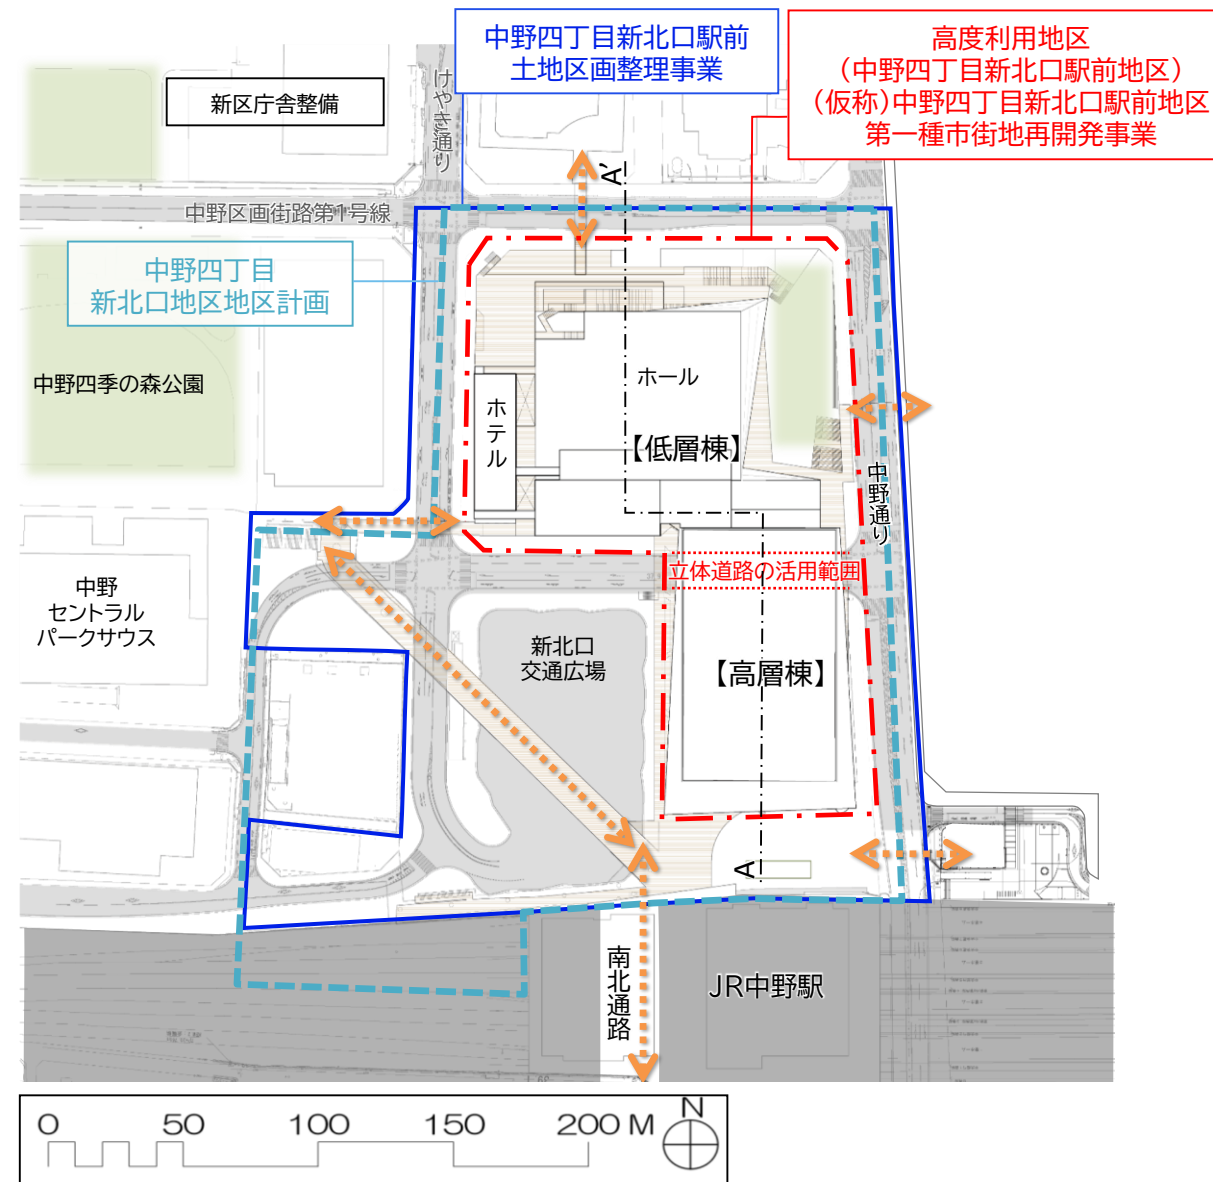 中野四丁目新北口駅前
土地区画整理事業
高度利用地区
（中野四丁目新北口駅前地区）
（仮称）中野四丁目新北口駅前地区
第一種市街地再開発事業
新区庁舎整備
けやき通り
A'
中野区画街路第1号線
中野四丁目
新北口地区地区計画
中野四季の森公園
ホール
ホテル
【低層棟】
中野通り
立体道路の活用範囲
中野
セントラル
パークサウス
新北口
交通広場
【高層棟】
A
南北通路
JR中野駅
0 50 100 150 200 M
N